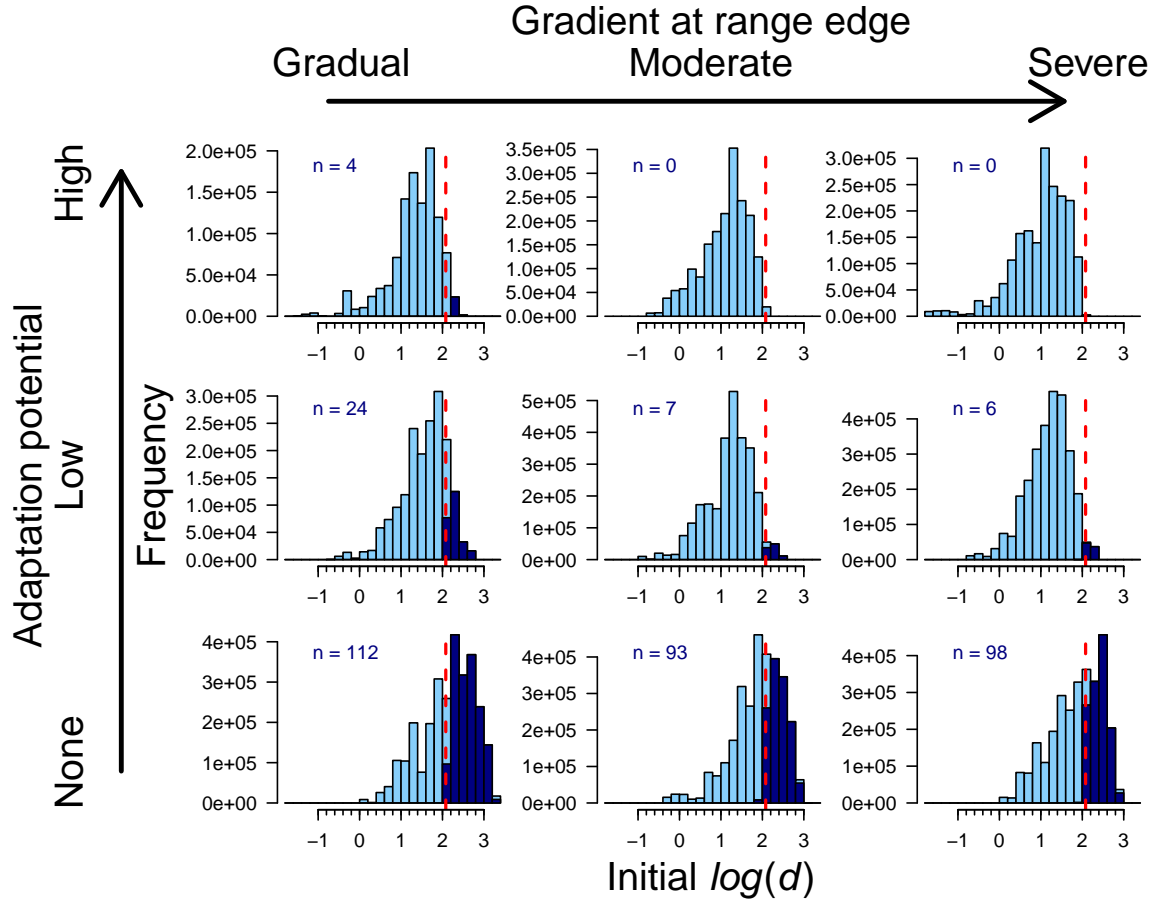 Gradient at range edge
Gradual Moderate Severe
Adaptation potential
High
Low
None
Frequency
n = 4
2.0e+05
1.5e+05
1.0e+05
5.0e+04
0.0e+00
−1 0 1 2 3
n = 0
3.5e+05
3.0e+05
2.5e+05
2.0e+05
1.5e+05
1.0e+05
5.0e+04
0.0e+00
−1 0 1 2 3
n = 0
3.0e+05
2.5e+05
2.0e+05
1.5e+05
1.0e+05
5.0e+04
0.0e+00
−1 0 1 2 3
n = 24
3.0e+05
2.5e+05
2.0e+05
1.5e+05
1.0e+05
5.0e+04
0.0e+00
−1 0 1 2 3
n = 7
5e+05
4e+05
3e+05
2e+05
1e+05
0e+00
−1 0 1 2 3
n = 6
4e+05
3e+05
2e+05
1e+05
0e+00
−1 0 1 2 3
n = 112
4e+05
3e+05
2e+05
1e+05
0e+00
−1 0 1 2 3
n = 93
4e+05
3e+05
2e+05
1e+05
0e+00
−1 0 1 2 3
n = 98
4e+05
3e+05
2e+05
1e+05
0e+00
−1 0 1 2 3
Initial log(d)